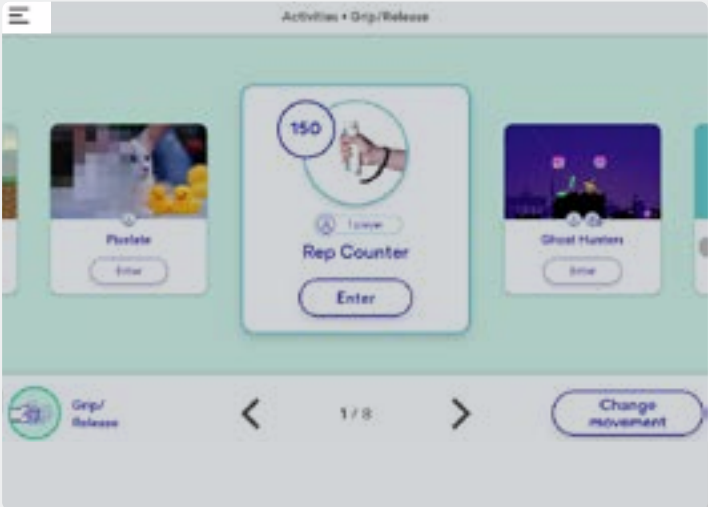 Activities • Grip/Release
150
1 player
Rep Counter
Enter
Pixelate
Enter
Ghost Hunters
Enter
Grip/
Release
1 / 8
Change
movement